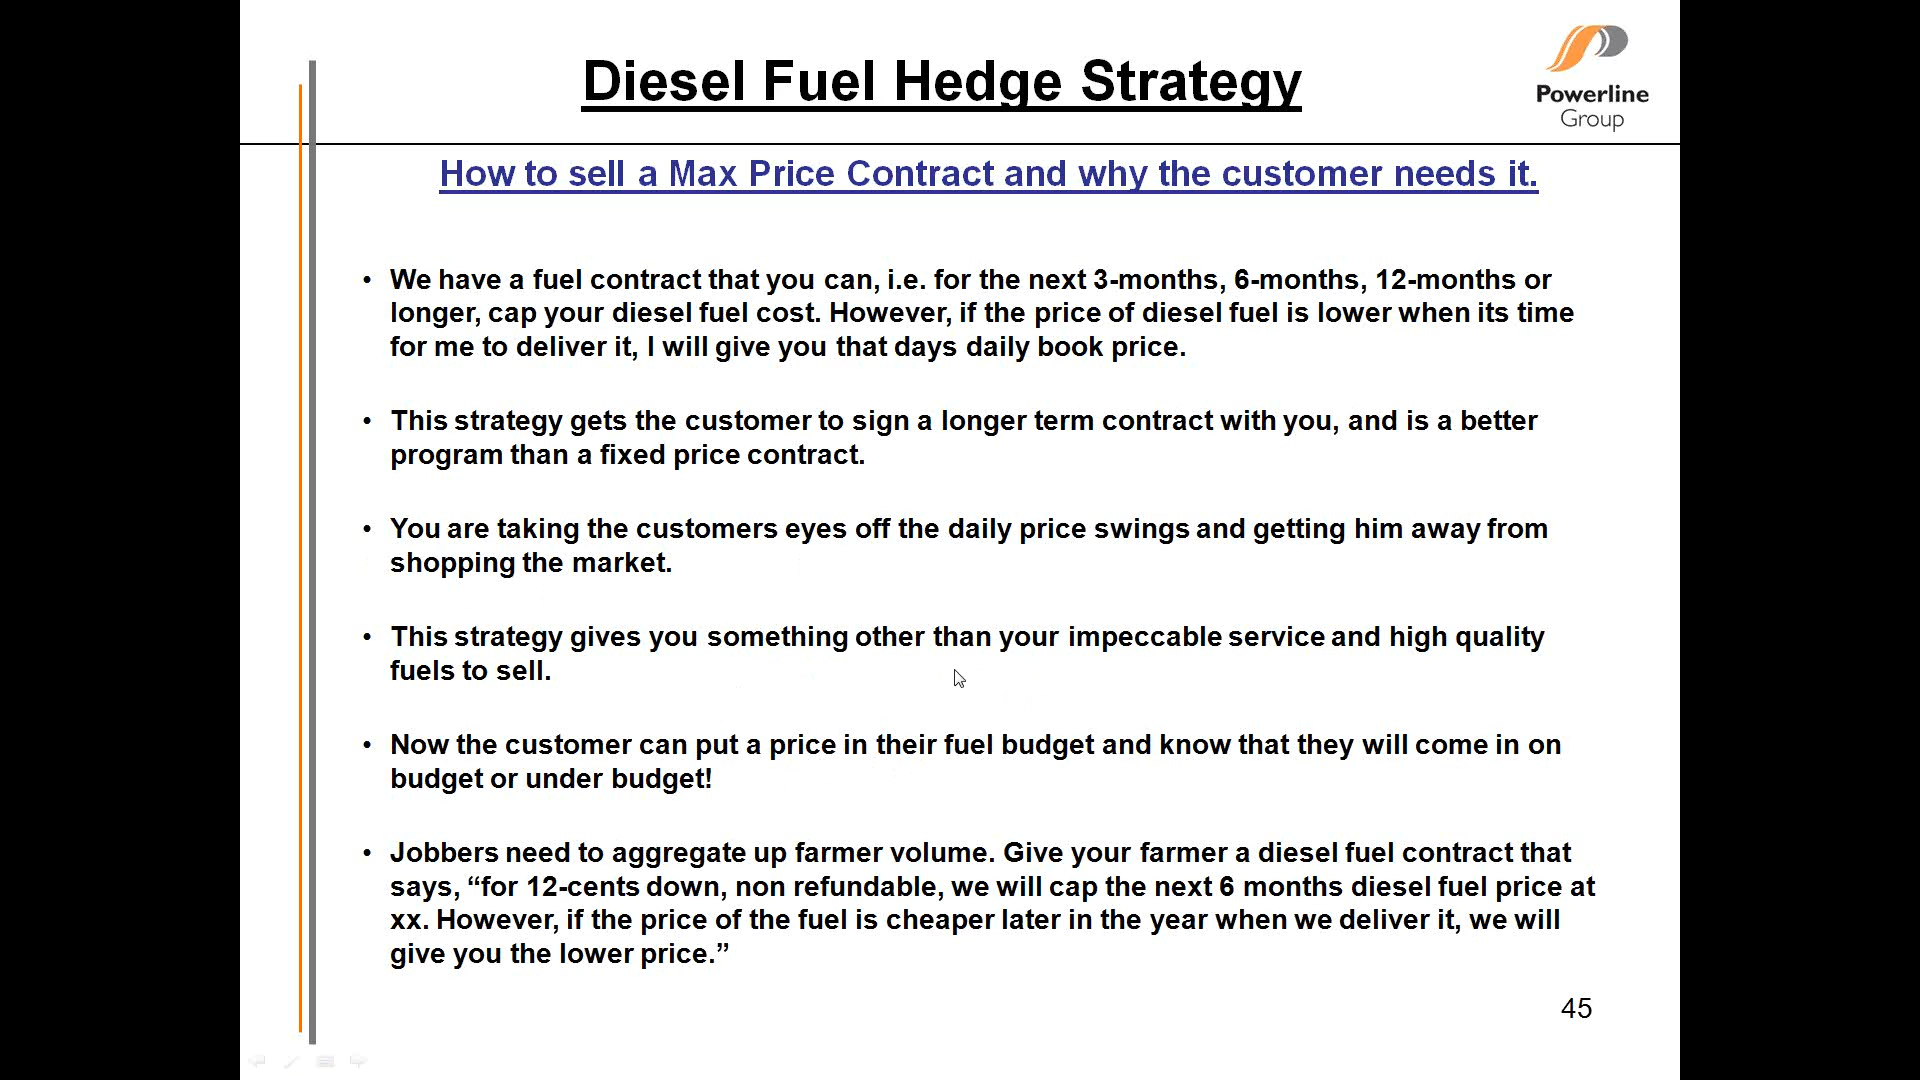 Diesel Fuel Hedge Strategy
Powerline
Group
How to sell a Max Price Contract and why the customer needs it.
• We have a fuel contract that you can, i.e. for the next 3-months, 6-months, 12-months or
longer, cap your diesel fuel cost. However, if the price of diesel fuel is lower when its time
for me to deliver it, I will give you that days daily book price.
• This strategy gets the customer to sign a longer term contract with you, and is a better
program than a fixed price contract.
• You are taking the customers eyes off the daily price swings and getting him away from
shopping the market.
• This strategy gives you something other than your impeccable service and high quality
fuels to sell.
• Now the customer can put a price in their fuel budget and know that they will come in on
budget or under budget!
• Jobbers need to aggregate up farmer volume. Give your farmer a diesel fuel contract that
says, “for 12-cents down, non refundable, we will cap the next 6 months diesel fuel price at
xx. However, if the price of the fuel is cheaper later in the year when we deliver it, we will
give you the lower price.”
45